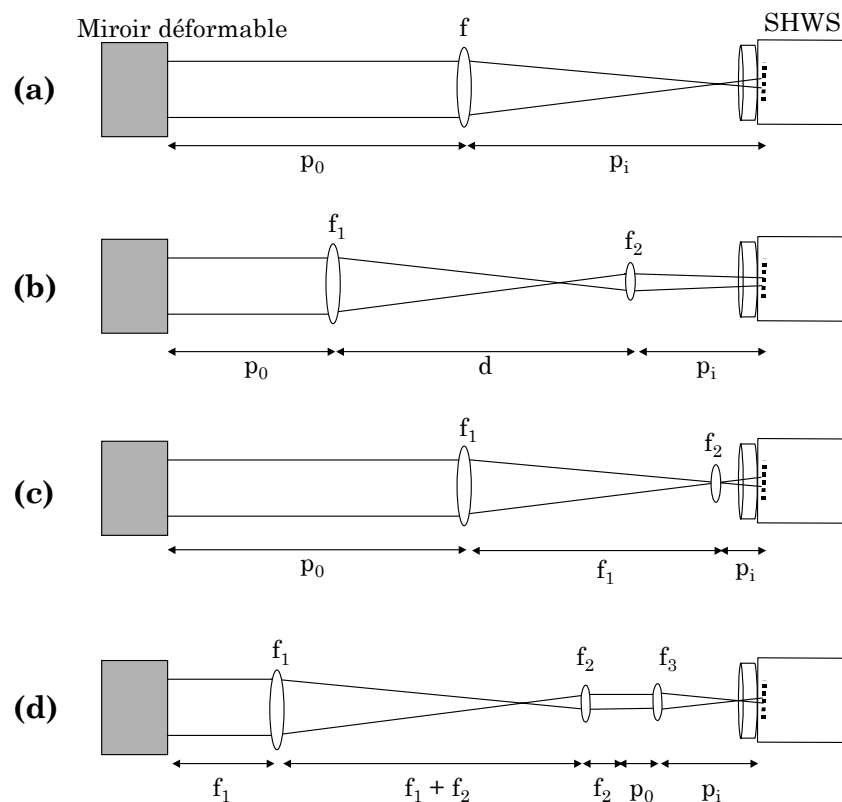 Miroir déformable
SHWS
f
(a)
p₀
pᵢ
f₁
f₂
(b)
p₀
d
pᵢ
f₁
f₂
(c)
p₀
f₁
pᵢ
f₁
f₂
f₃
(d)
f₁
f₁ + f₂
f₂
p₀
pᵢ